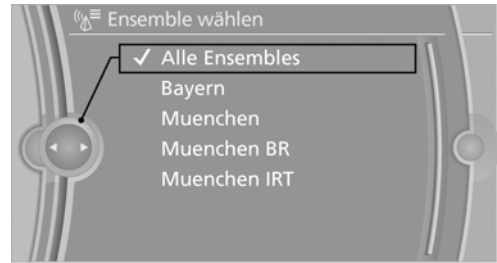 Ensemble wählen
Alle Ensembles
Bayern
Muenchen
Muenchen BR
Muenchen IRT